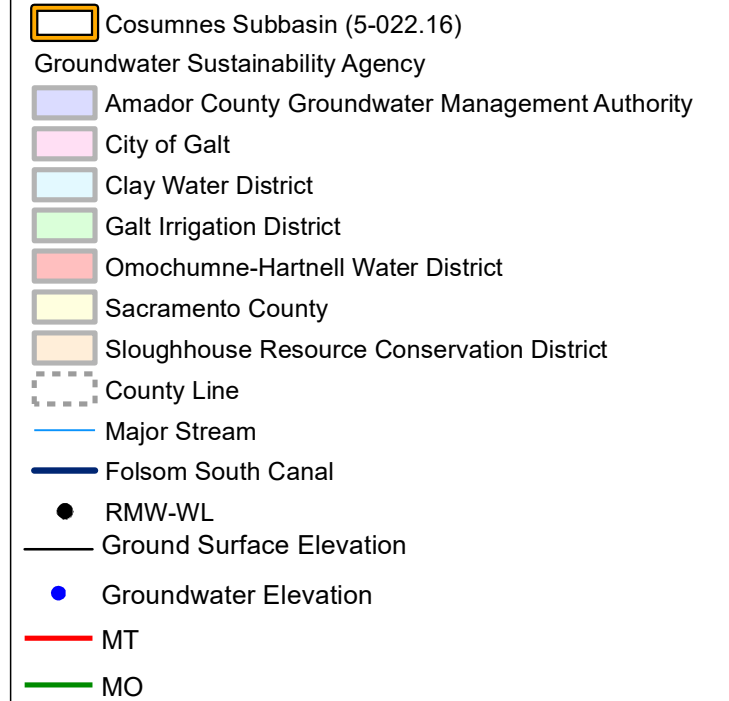 Cosumnes Subbasin (5-022.16)
Groundwater Sustainability Agency
Amador County Groundwater Management Authority
City of Galt
Clay Water District
Galt Irrigation District
Omochumne-Hartnell Water District
Sacramento County
Sloughhouse Resource Conservation District
County Line
Major Stream
Folsom South Canal
RMW-WL
Ground Surface Elevation
Groundwater Elevation
MT
MO